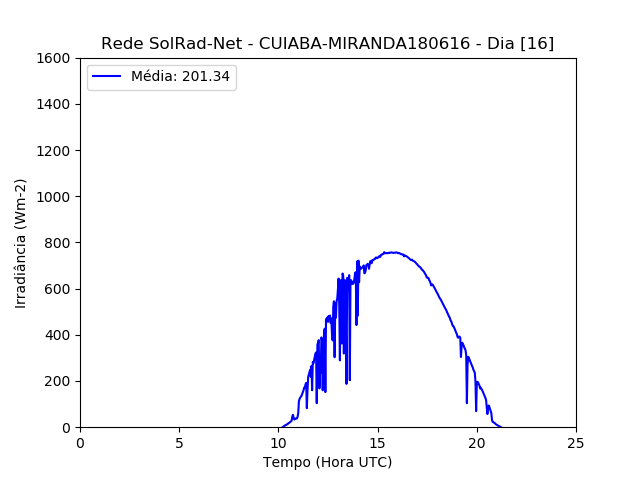 Rede SolRad-Net - CUIABA-MIRANDA180616 - Dia [16]
Média: 201.34
Irradiância (Wm-2)
1600
1400
1200
1000
800
600
400
200
0
0 5 10 15 20 25
Tempo (Hora UTC)